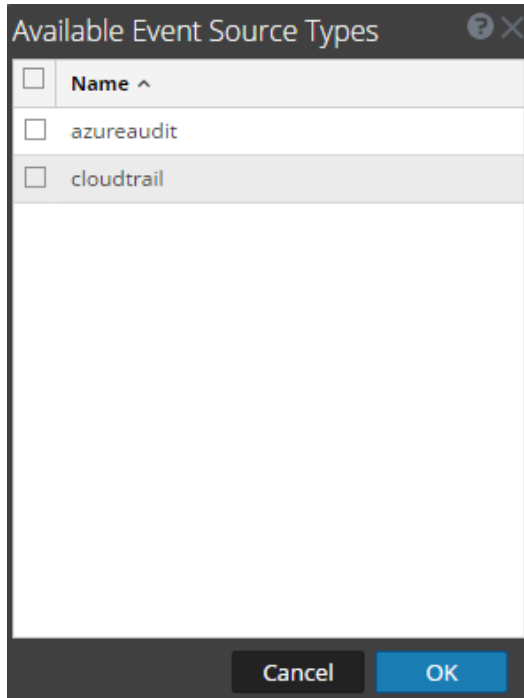 Available Event Source Types
Name
azureaudit
cloudtrail
Cancel OK